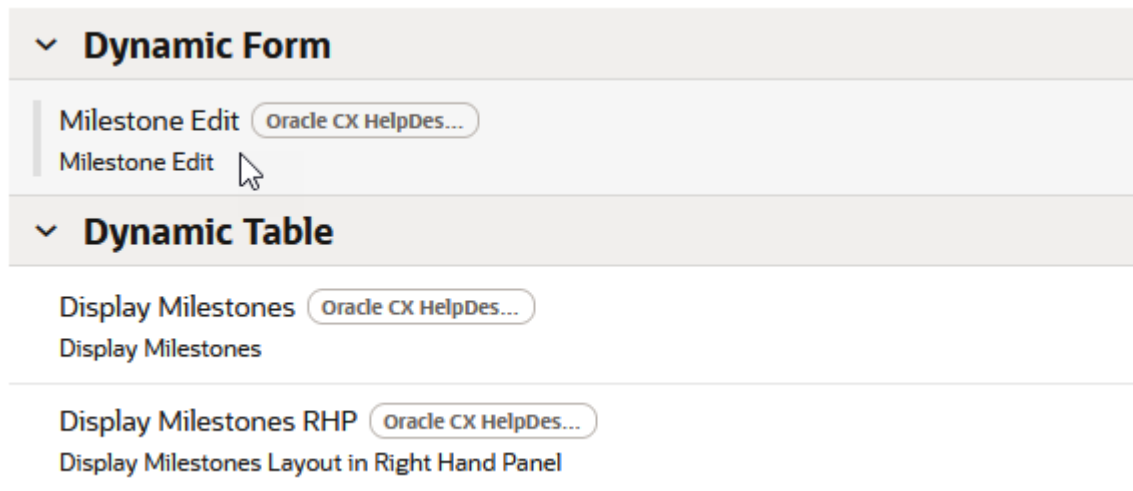 Dynamic Form
Milestone Edit Oracle CX HelpDes...
Milestone Edit
Dynamic Table
Display Milestones Oracle CX HelpDes...
Display Milestones
Display Milestones RHP Oracle CX HelpDes...
Display Milestones Layout in Right Hand Panel